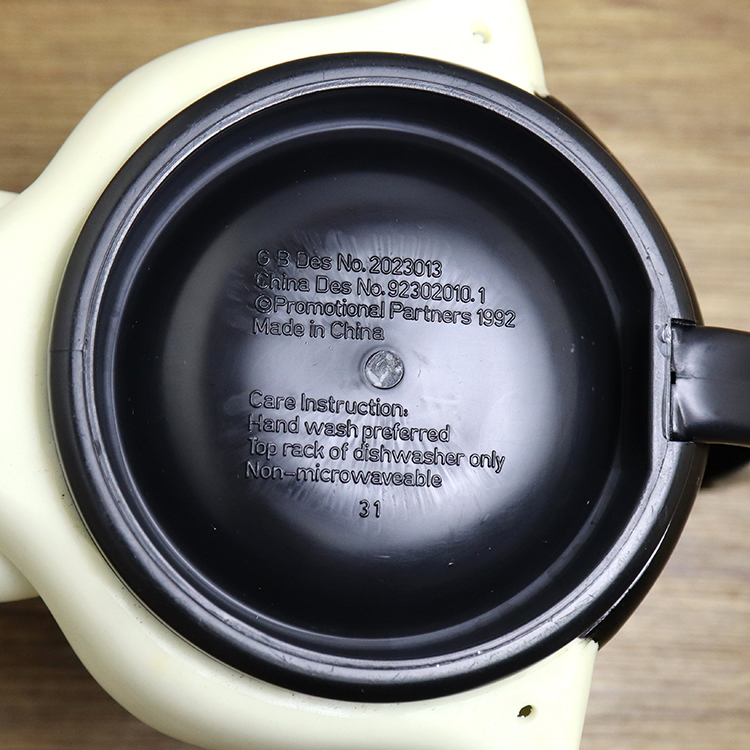 G B Des No. 2023013
China Des No. 92302010.1
©Promotional Partners 1992
Made in China
Care Instruction:
Hand wash preferred
Top rack of dishwasher only
Non-microwaveable
31